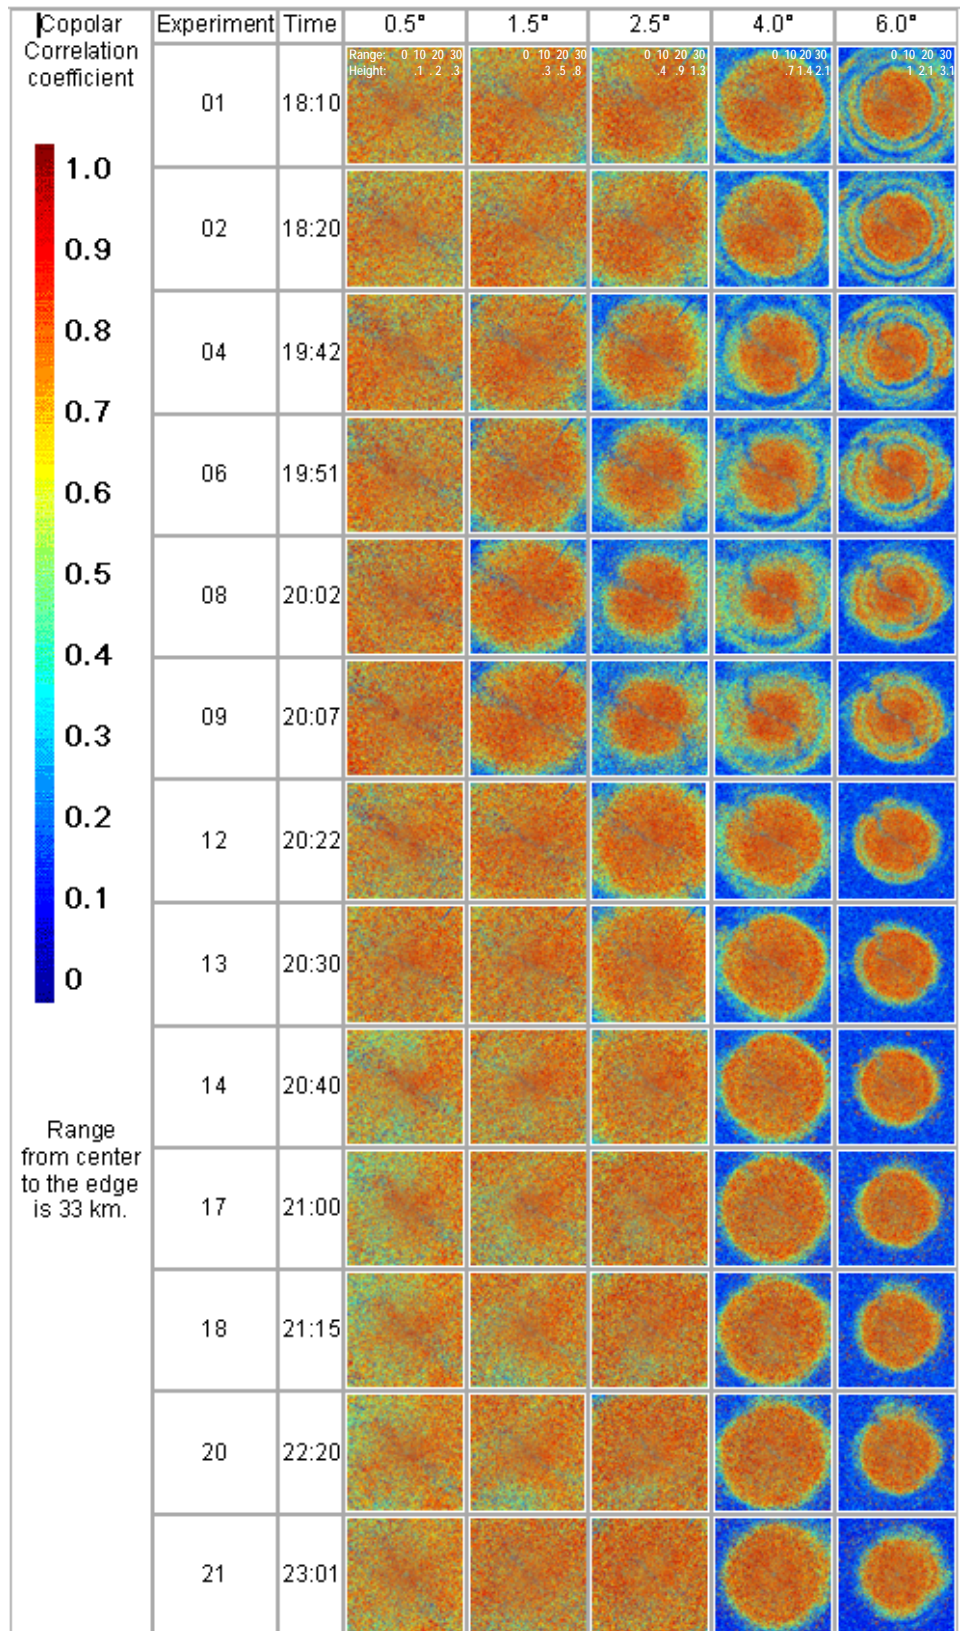 Copolar
Correlation
coefficient
Experiment Time 0.5° 1.5° 2.5° 4.0° 6.0°
Range: 0 10 20 30 0 10 20 30 0 10 20 30 0 10 20 30 0 10 20 30
Height: .1 .2 .3 .3 .5 .8 .4 .9 1.3 .7 1.4 2.1 1 2.1 3.1
01 18:10
02 18:20
04 19:42
06 19:51
08 20:02
09 20:07
12 20:22
13 20:30
14 20:40
17 21:00
18 21:15
20 22:20
21 23:01
1.0
0.9
0.8
0.7
0.6
0.5
0.4
0.3
0.2
0.1
0
Range
from center
to the edge
is 33 km.